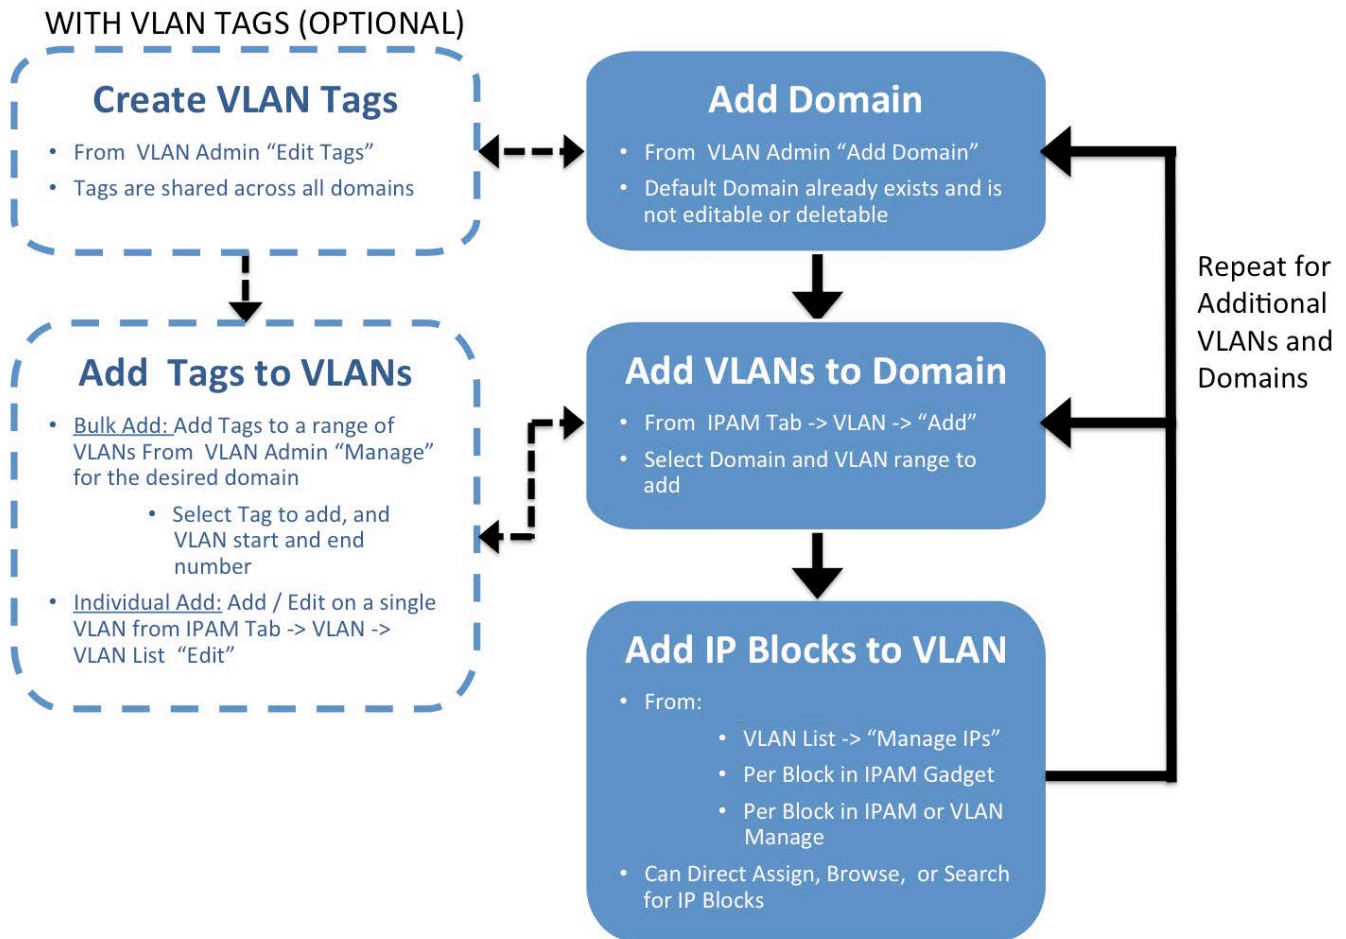 WITH VLAN TAGS (OPTIONAL)
Create VLAN Tags
• From VLAN Admin “Edit Tags”
• Tags are shared across all domains
Add Domain
• From VLAN Admin “Add Domain”
• Default Domain already exists and is
not editable or deletable
Repeat for
Additional
VLANs and
Domains
Add Tags to VLANs
• Bulk Add: Add Tags to a range of
VLANs From VLAN Admin “Manage”
for the desired domain
• Select Tag to add, and
VLAN start and end
number
• Individual Add: Add / Edit on a single
VLAN from IPAM Tab -> VLAN ->
VLAN List “Edit”
Add VLANs to Domain
• From IPAM Tab -> VLAN -> “Add”
• Select Domain and VLAN range to
add
Add IP Blocks to VLAN
• From:
• VLAN List -> “Manage IPs”
• Per Block in IPAM Gadget
• Per Block in IPAM or VLAN
Manage
• Can Direct Assign, Browse, or Search
for IP Blocks